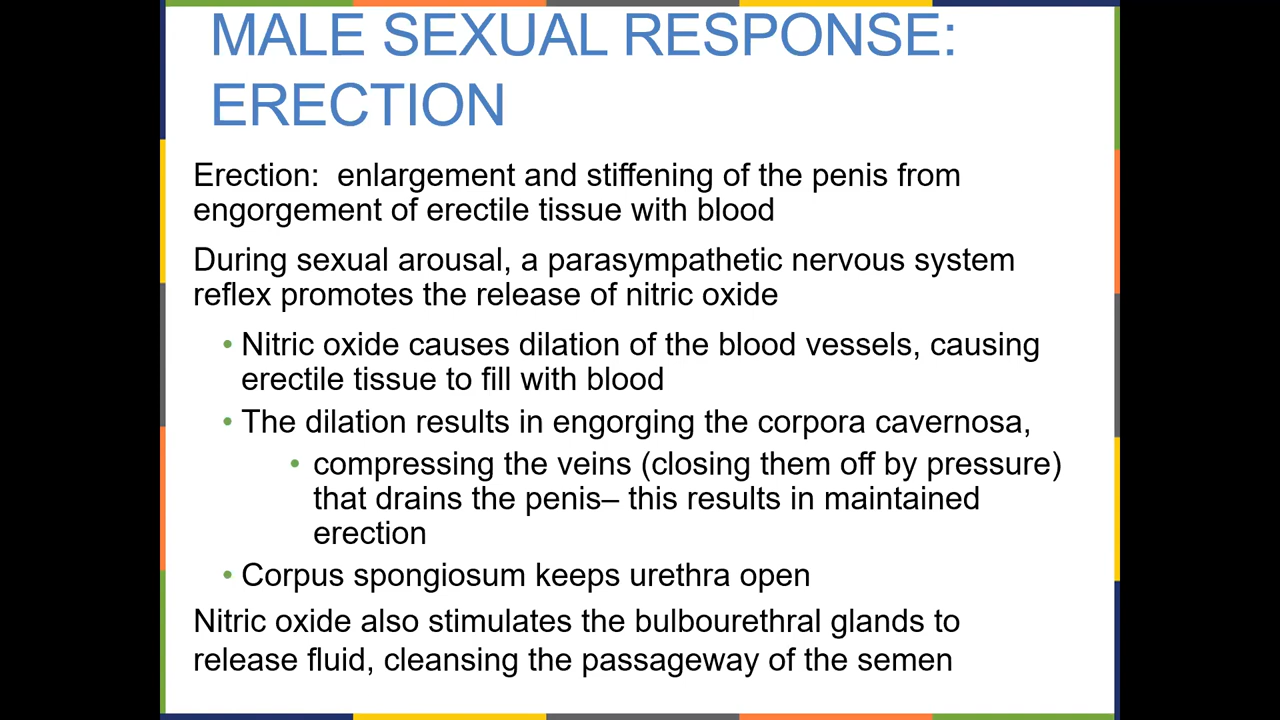 MALE SEXUAL RESPONSE:
ERECTION
Erection:  enlargement and stiffening of the penis from
engorgement of erectile tissue with blood
During sexual arousal, a parasympathetic nervous system
reflex promotes the release of nitric oxide
• Nitric oxide causes dilation of the blood vessels, causing
erectile tissue to fill with blood
• The dilation results in engorging the corpora cavernosa,
• compressing the veins (closing them off by pressure)
that drains the penis– this results in maintained
erection
• Corpus spongiosum keeps urethra open
Nitric oxide also stimulates the bulbourethral glands to
release fluid, cleansing the passageway of the semen